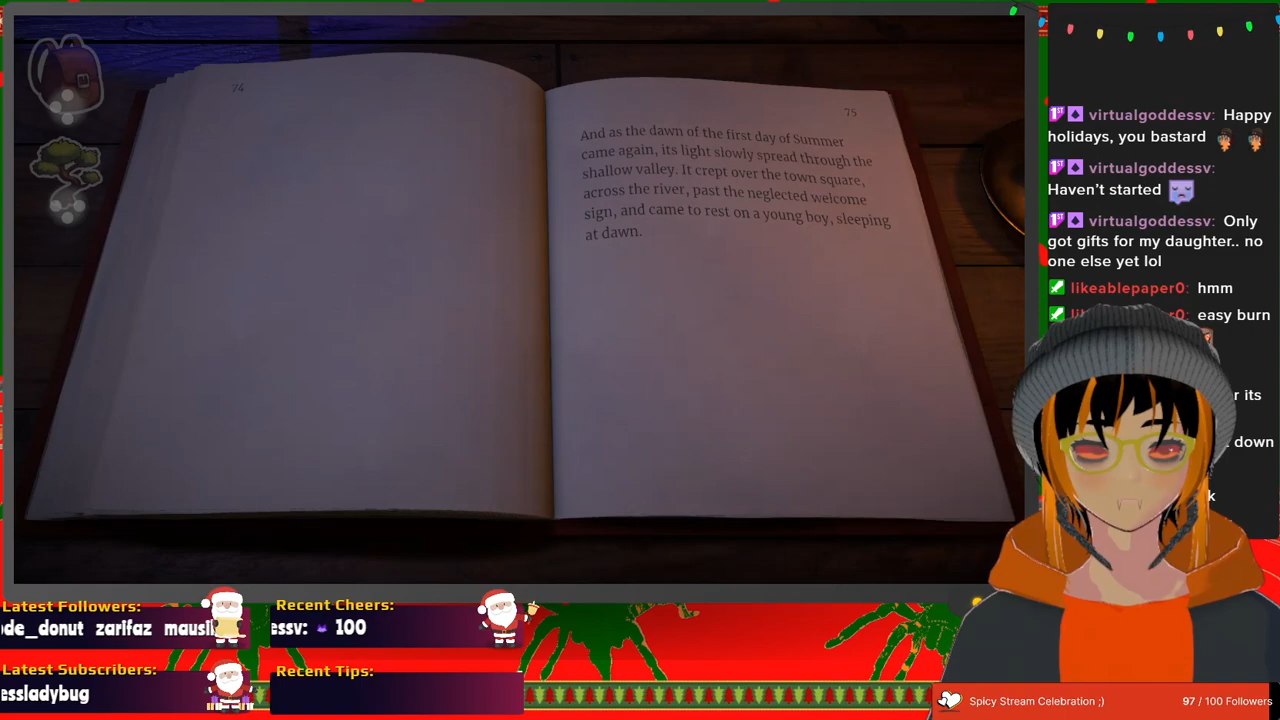 74
75
And as the dawn of the first day of Summer
came again, its light slowly spread through the
shallow valley. It crept over the town square,
across the river, past the neglected welcome
sign, and came to rest on a young boy, sleeping
at dawn.
virtualgoddessv: Happy
holidays, you bastard
virtualgoddessv:
Haven't started
virtualgoddessv: Only
got gifts for my daughter.. no
one else yet lol
likeablepaper0: hmm
easy burn
r its
down
k
Latest Followers:
de_donut zarifaz mausi
Recent Cheers:
essv: 100
Latest Subscribers:
essladybug
Recent Tips:
Spicy Stream Celebration ;)
97 / 100 Followers